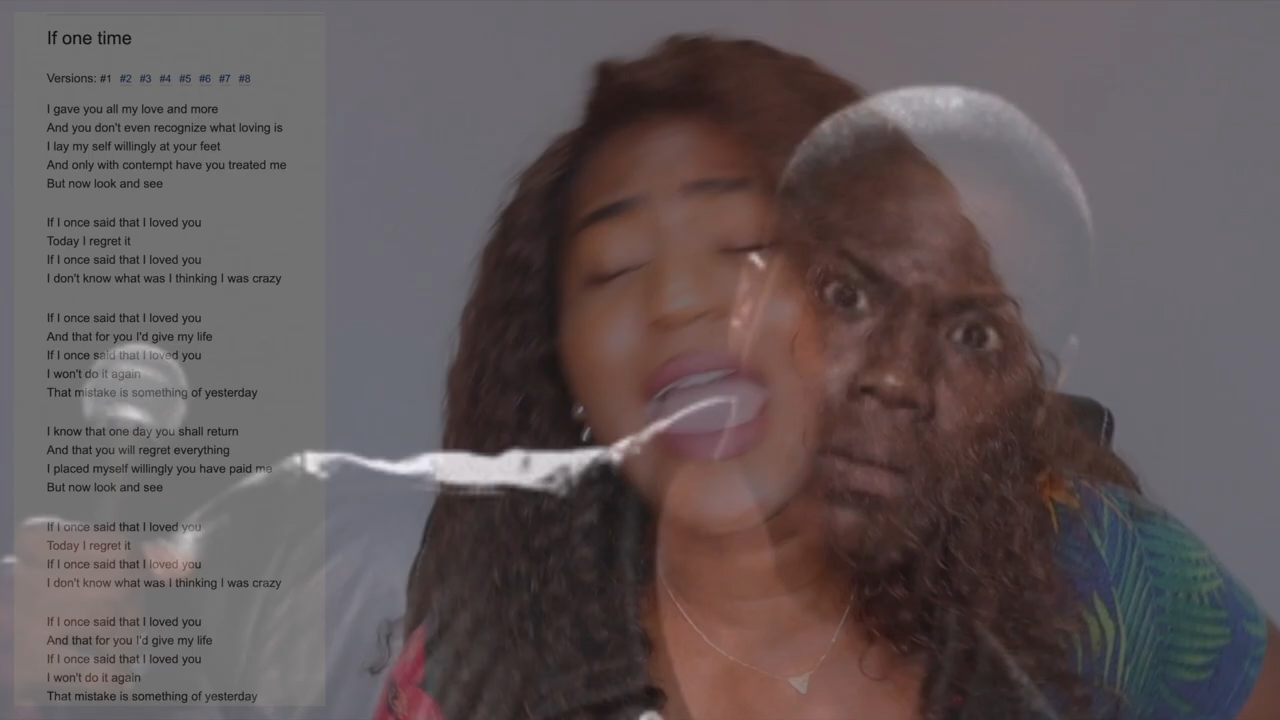 If one time
Versions: #1 #2 #3 #4 #5 #6 #7 #8
I gave you all my love and more
And you don't even recognize what loving is
I lay my self willingly at your feet
And only with contempt have you treated me
But now look and see
If I once said that I loved you
Today I regret it
If I once said that I loved you
I don't know what was I thinking I was crazy
If I once said that I loved you
And that for you I'd give my life
If I once said that I loved you
I won't do it again
That mistake is something of yesterday
I know that one day you shall return
And that you will regret everything
I placed myself willingly you have paid me
But now look and see
If I once said that I loved you
Today I regret it
If I once said that I loved you
I don't know what was I thinking I was crazy
If I once said that I loved you
And that for you I'd give my life
If I once said that I loved you
I won't do it again
That mistake is something of yesterday